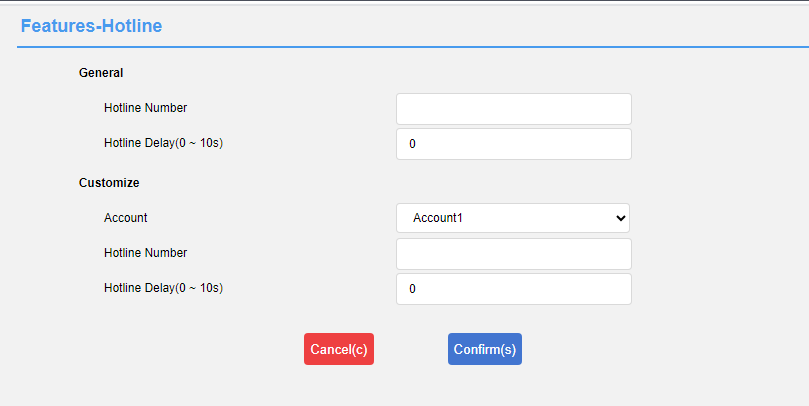 Features-Hotline
General
Hotline Number
Hotline Delay(0 ~ 10s) 0
Customize
Account Account1
Hotline Number
Hotline Delay(0 ~ 10s) 0
Cancel(c) Confirm(s)